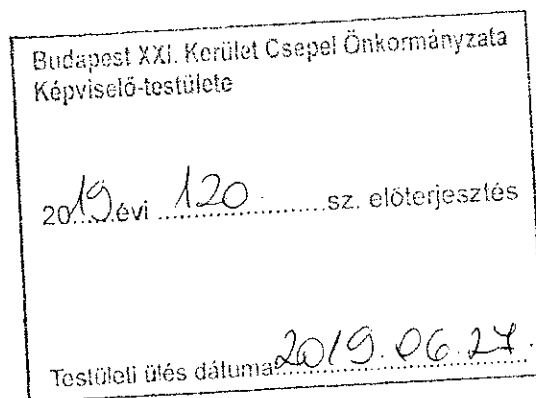 Budapest XXI. Kerület Csepel Önkormányzata
Képviselő-testülete
2019 évi 120. sz. előterjesztés
Testületi ülés dátuma 2019.06.27.